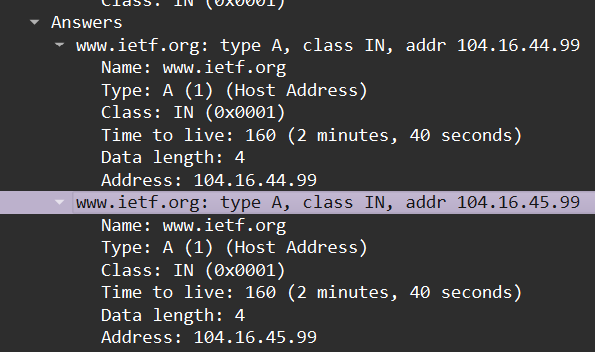 Class: IN (0x0001)
Answers
www.ietf.org: type A, class IN, addr 104.16.44.99
Name: www.ietf.org
Type: A (1) (Host Address)
Class: IN (0x0001)
Time to live: 160 (2 minutes, 40 seconds)
Data length: 4
Address: 104.16.44.99
www.ietf.org: type A, class IN, addr 104.16.45.99
Name: www.ietf.org
Type: A (1) (Host Address)
Class: IN (0x0001)
Time to live: 160 (2 minutes, 40 seconds)
Data length: 4
Address: 104.16.45.99